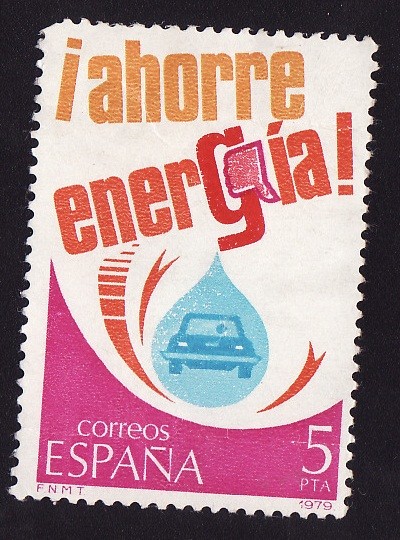 ¡ahorre
energía!
correos
ESPAÑA
5
PTA
FNMT
1979